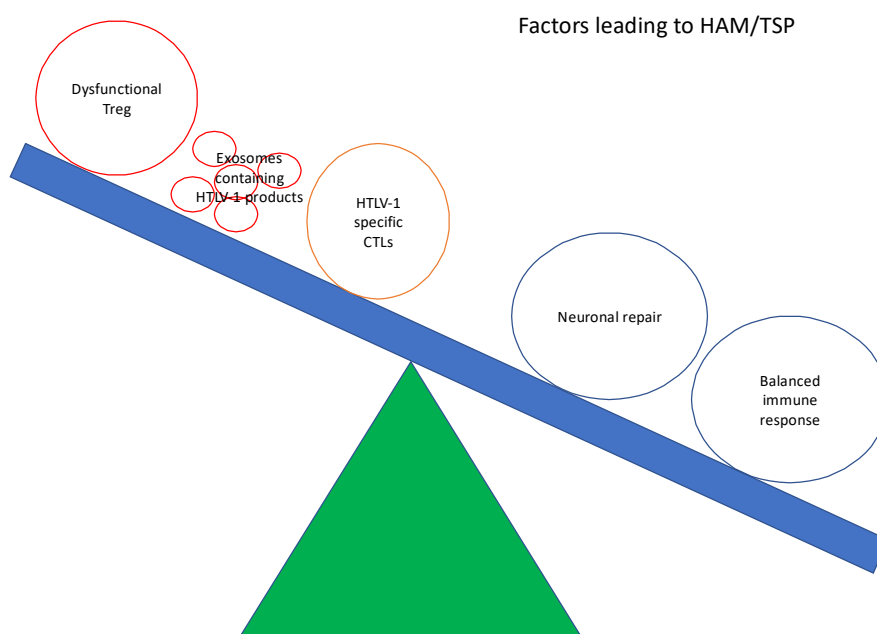 Factors leading to HAM/TSP
Dysfunctional
Treg
Exosomes
containing
HTLV-1 products
HTLV-1
specific
CTLs
Neuronal repair
Balanced
immune
response